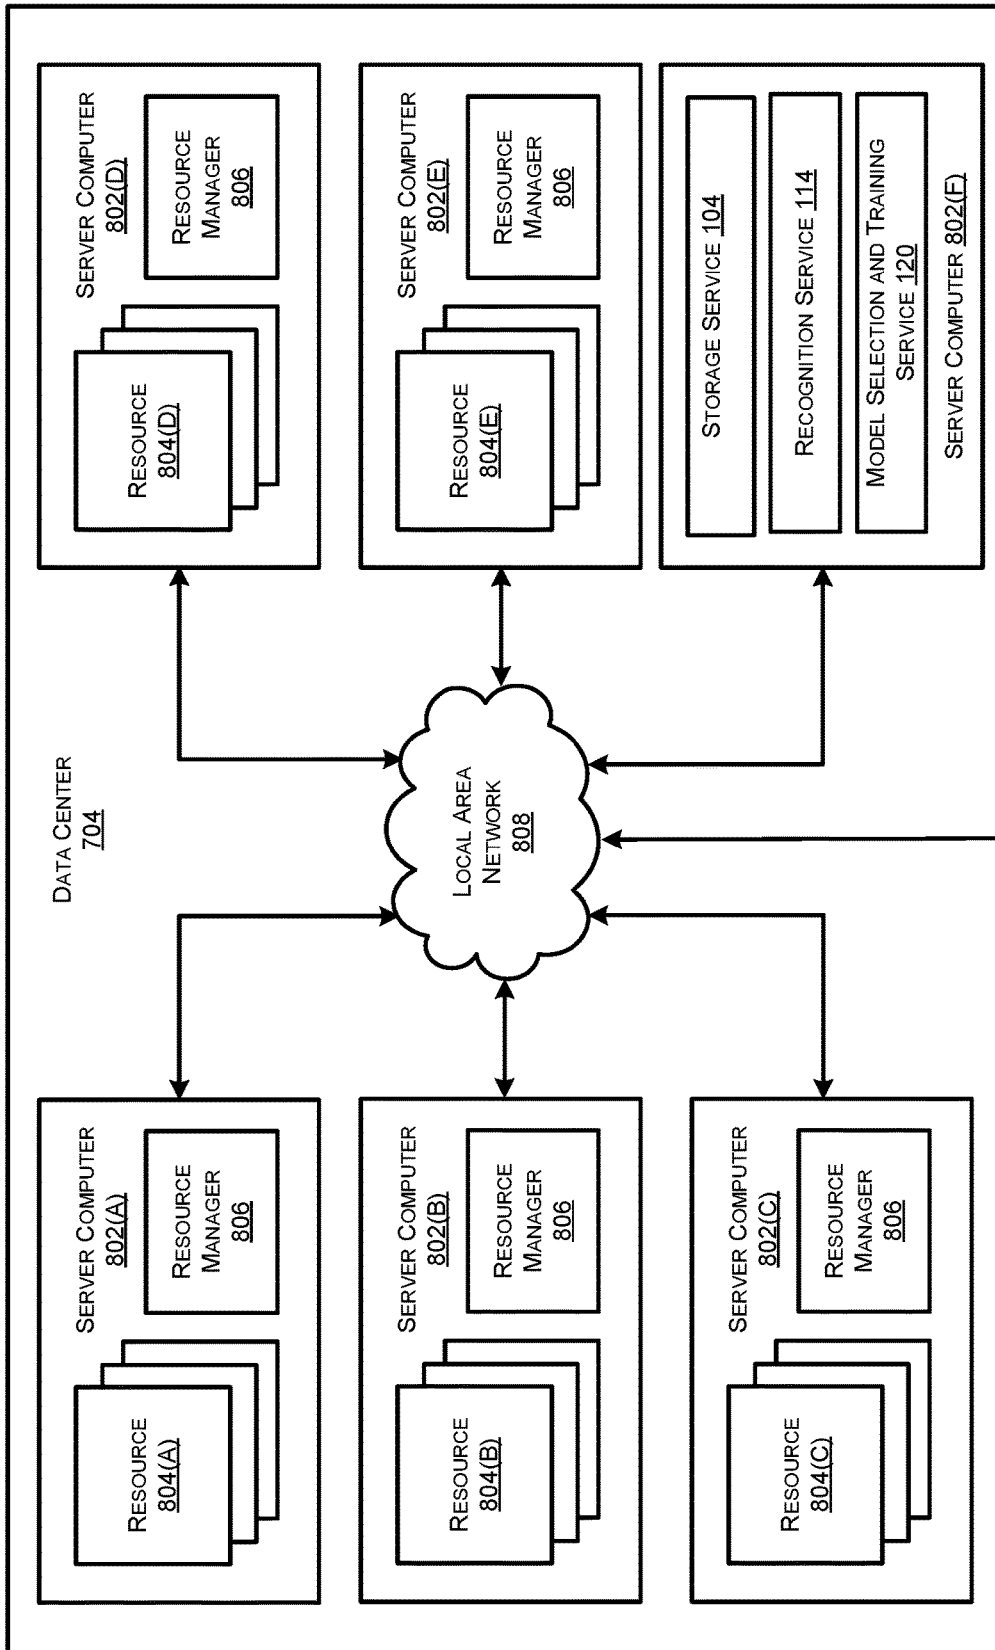 DATA CENTER
704
SERVER COMPUTER
802(A)
RESOURCE
804(A)
RESOURCE
MANAGER
806
SERVER COMPUTER
802(B)
RESOURCE
804(B)
RESOURCE
MANAGER
806
SERVER COMPUTER
802(C)
RESOURCE
804(C)
RESOURCE
MANAGER
806
LOCAL AREA
NETWORK
808
SERVER COMPUTER
802(D)
RESOURCE
804(D)
RESOURCE
MANAGER
806
SERVER COMPUTER
802(E)
RESOURCE
804(E)
RESOURCE
MANAGER
806
STORAGE SERVICE 104
RECOGNITION SERVICE 114
MODEL SELECTION AND TRAINING
SERVICE 120
SERVER COMPUTER 802(F)